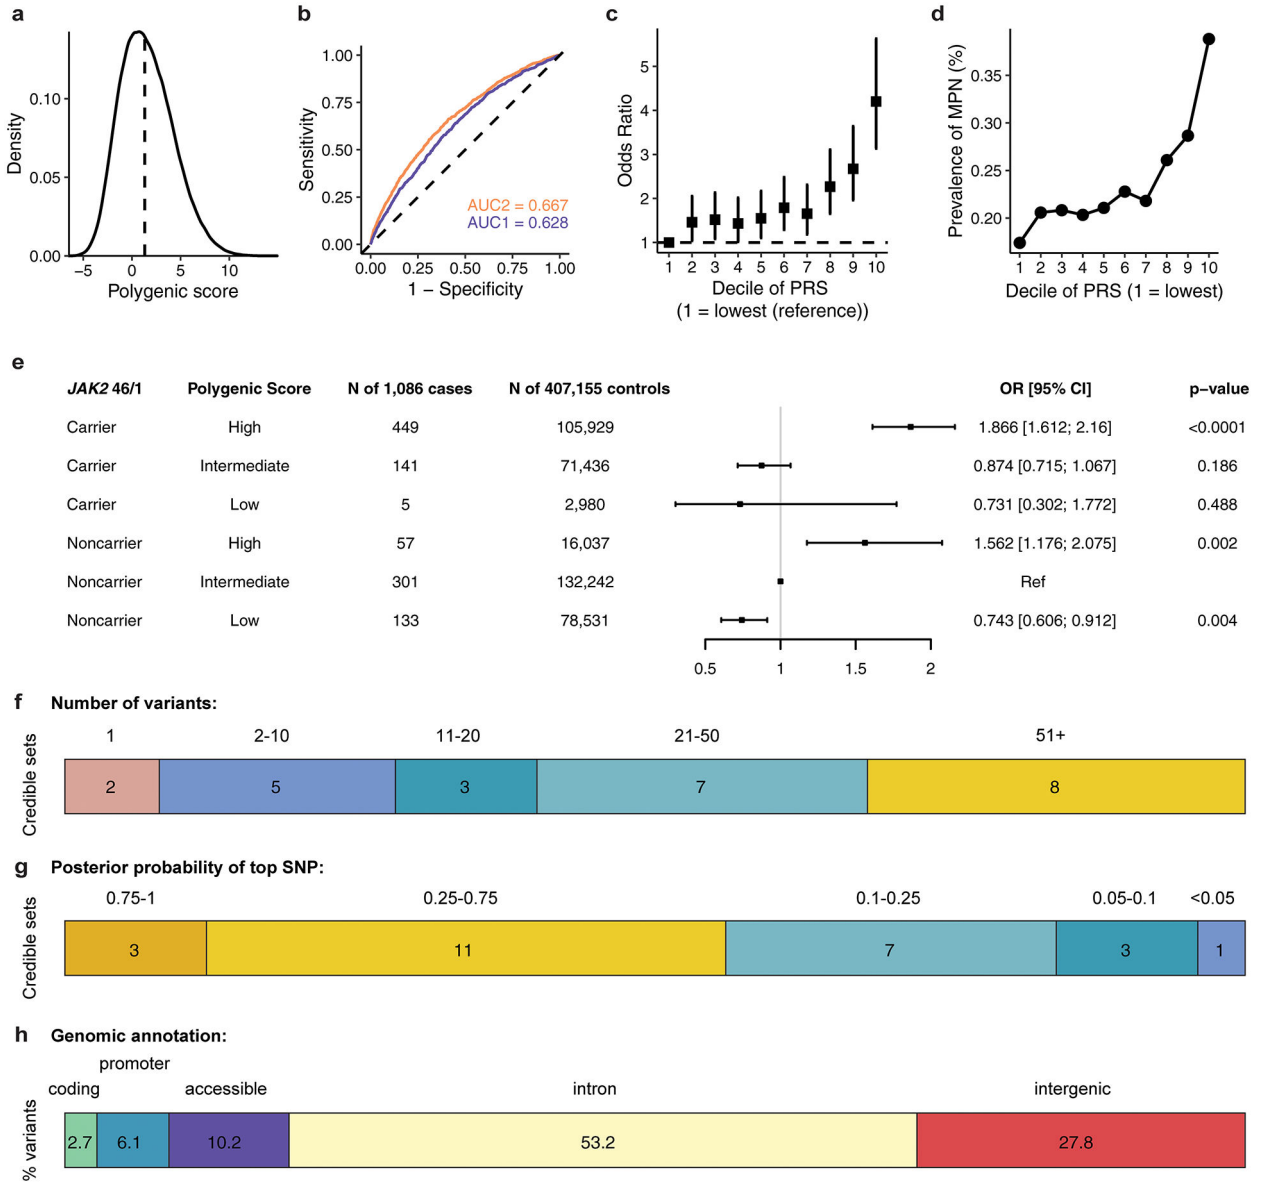 a
b
c
d
Density
0.10
0.05
0.00
−5
0
5
10
Polygenic score
Sensitivity
1.00
0.75
0.50
0.25
0.00
AUC2 = 0.667
AUC1 = 0.628
0.00 0.25 0.50 0.75 1.00
1 − Specificity
Odds Ratio
5
4
3
2
1
1 2 3 4 5 6 7 8 9 10
Decile of PRS
(1 = lowest (reference))
Prevalence of MPN (%)
0.35
0.30
0.25
0.20
1 2 3 4 5 6 7 8 9 10
Decile of PRS (1 = lowest)
e
JAK2 46/1 Polygenic Score N of 1,086 cases N of 407,155 controls OR [95% CI] p−value
Carrier High 449 105,929 1.866 [1.612; 2.16] <0.0001
Carrier Intermediate 141 71,436 0.874 [0.715; 1.067] 0.186
Carrier Low 5 2,980 0.731 [0.302; 1.772] 0.488
Noncarrier High 57 16,037 1.562 [1.176; 2.075] 0.002
Noncarrier Intermediate 301 132,242 Ref
Noncarrier Low 133 78,531 0.743 [0.606; 0.912] 0.004
0.5 1 1.5 2
f Number of variants:
1 2-10 11-20 21-50 51+
Credible sets
2 5 3 7 8
g Posterior probability of top SNP:
0.75-1 0.25-0.75 0.1-0.25 0.05-0.1 <0.05
Credible sets
3 11 7 3 1
h Genomic annotation:
promoter
coding accessible intron intergenic
% variants
2.7 6.1 10.2 53.2 27.8